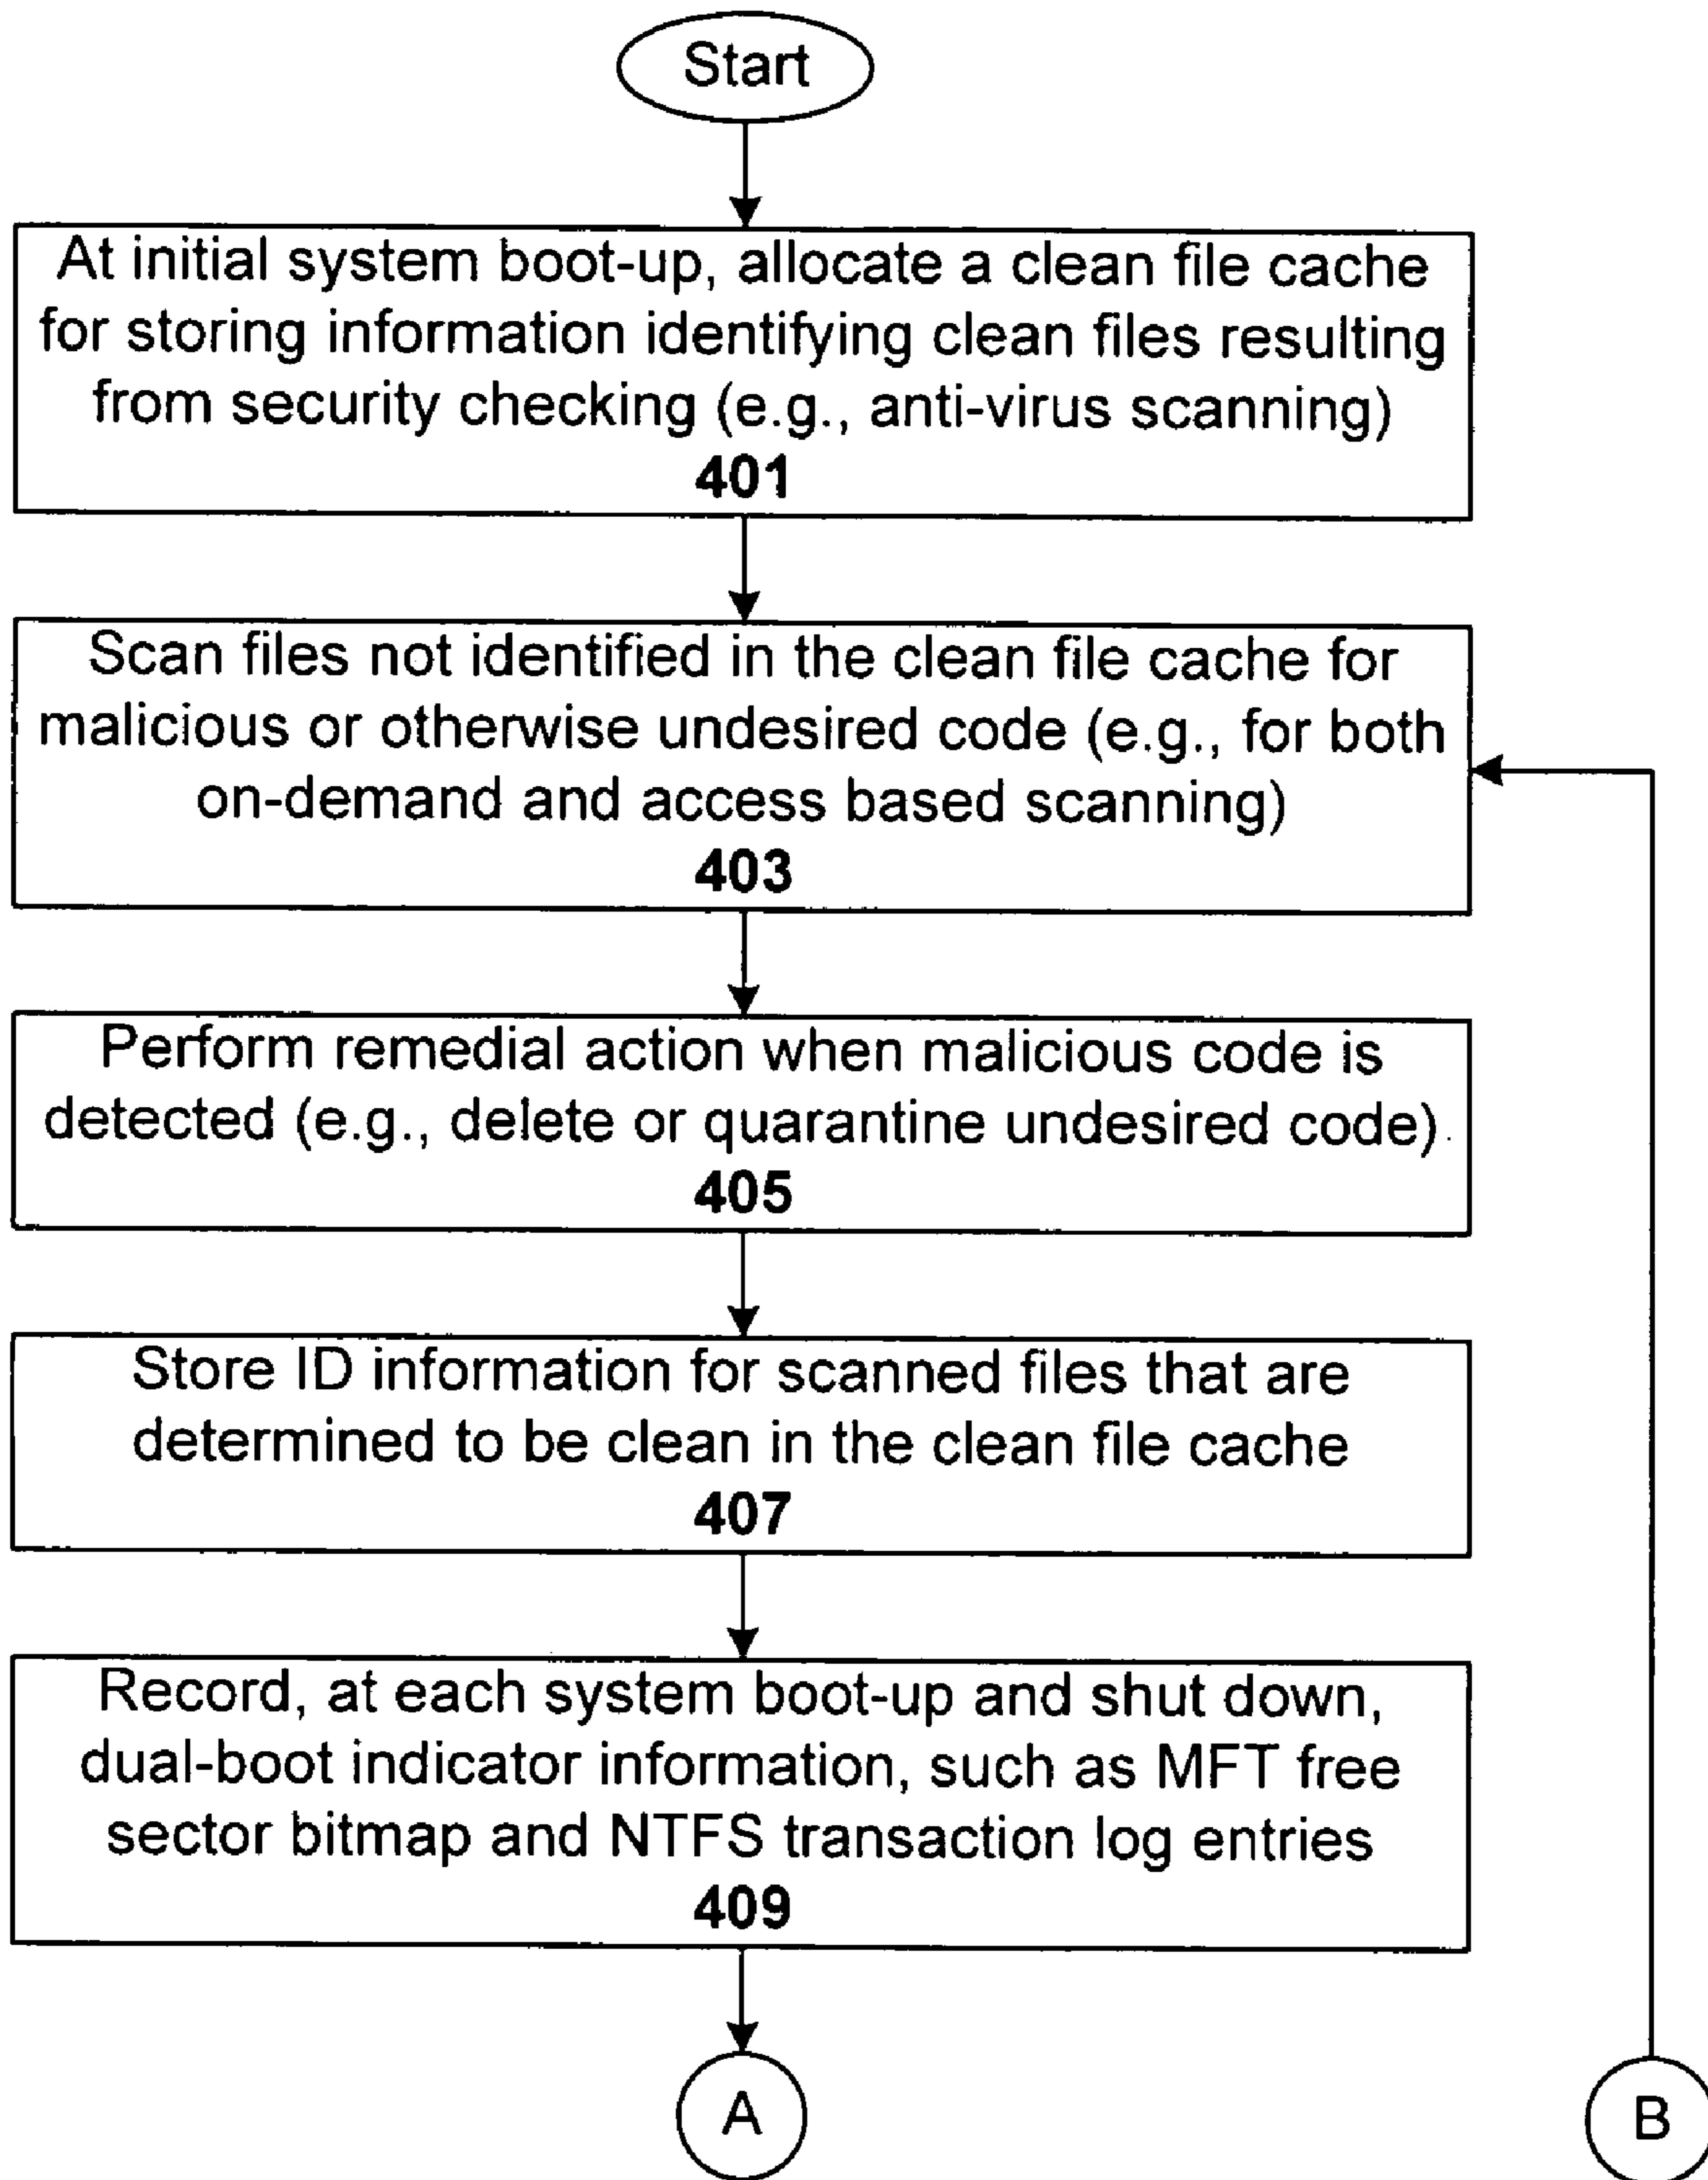 Start
At initial system boot-up, allocate a clean file cache
for storing information identifying clean files resulting
from security checking (e.g., anti-virus scanning)
401
Scan files not identified in the clean file cache for
malicious or otherwise undesired code (e.g., for both
on-demand and access based scanning)
403
Perform remedial action when malicious code is
detected (e.g., delete or quarantine undesired code)
405
Store ID information for scanned files that are
determined to be clean in the clean file cache
407
Record, at each system boot-up and shut down,
dual-boot indicator information, such as MFT free
sector bitmap and NTFS transaction log entries
409
A
B